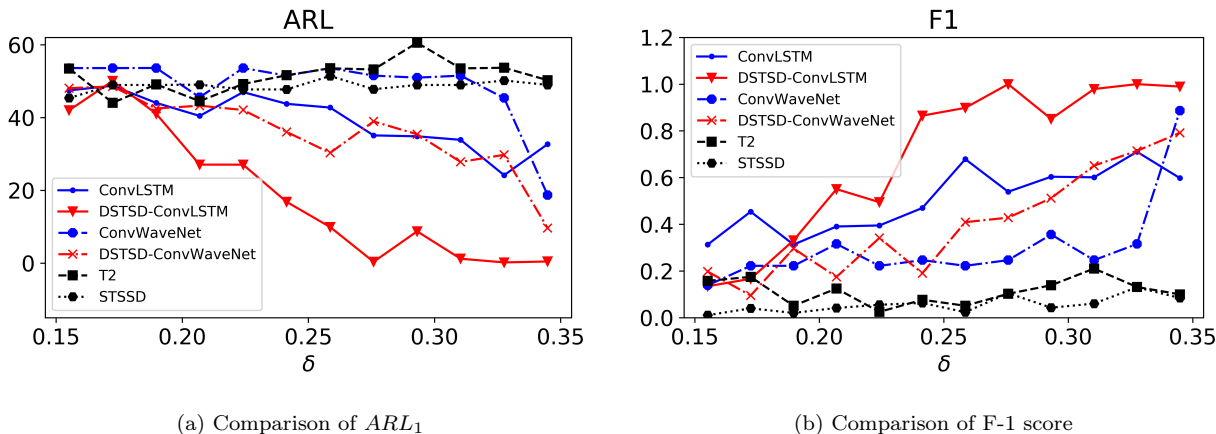 ARL
60
40
20
0
ConvLSTM
DSTSD-ConvLSTM
ConvWaveNet
DSTSD-ConvWaveNet
T2
STSSD
0.15 0.20 0.25 0.30 0.35
δ
(a) Comparison of ARL₁
F1
1.2
1.0
0.8
0.6
0.4
0.2
0.0
ConvLSTM
DSTSD-ConvLSTM
ConvWaveNet
DSTSD-ConvWaveNet
T2
STSSD
0.15 0.20 0.25 0.30 0.35
δ
(b) Comparison of F-1 score